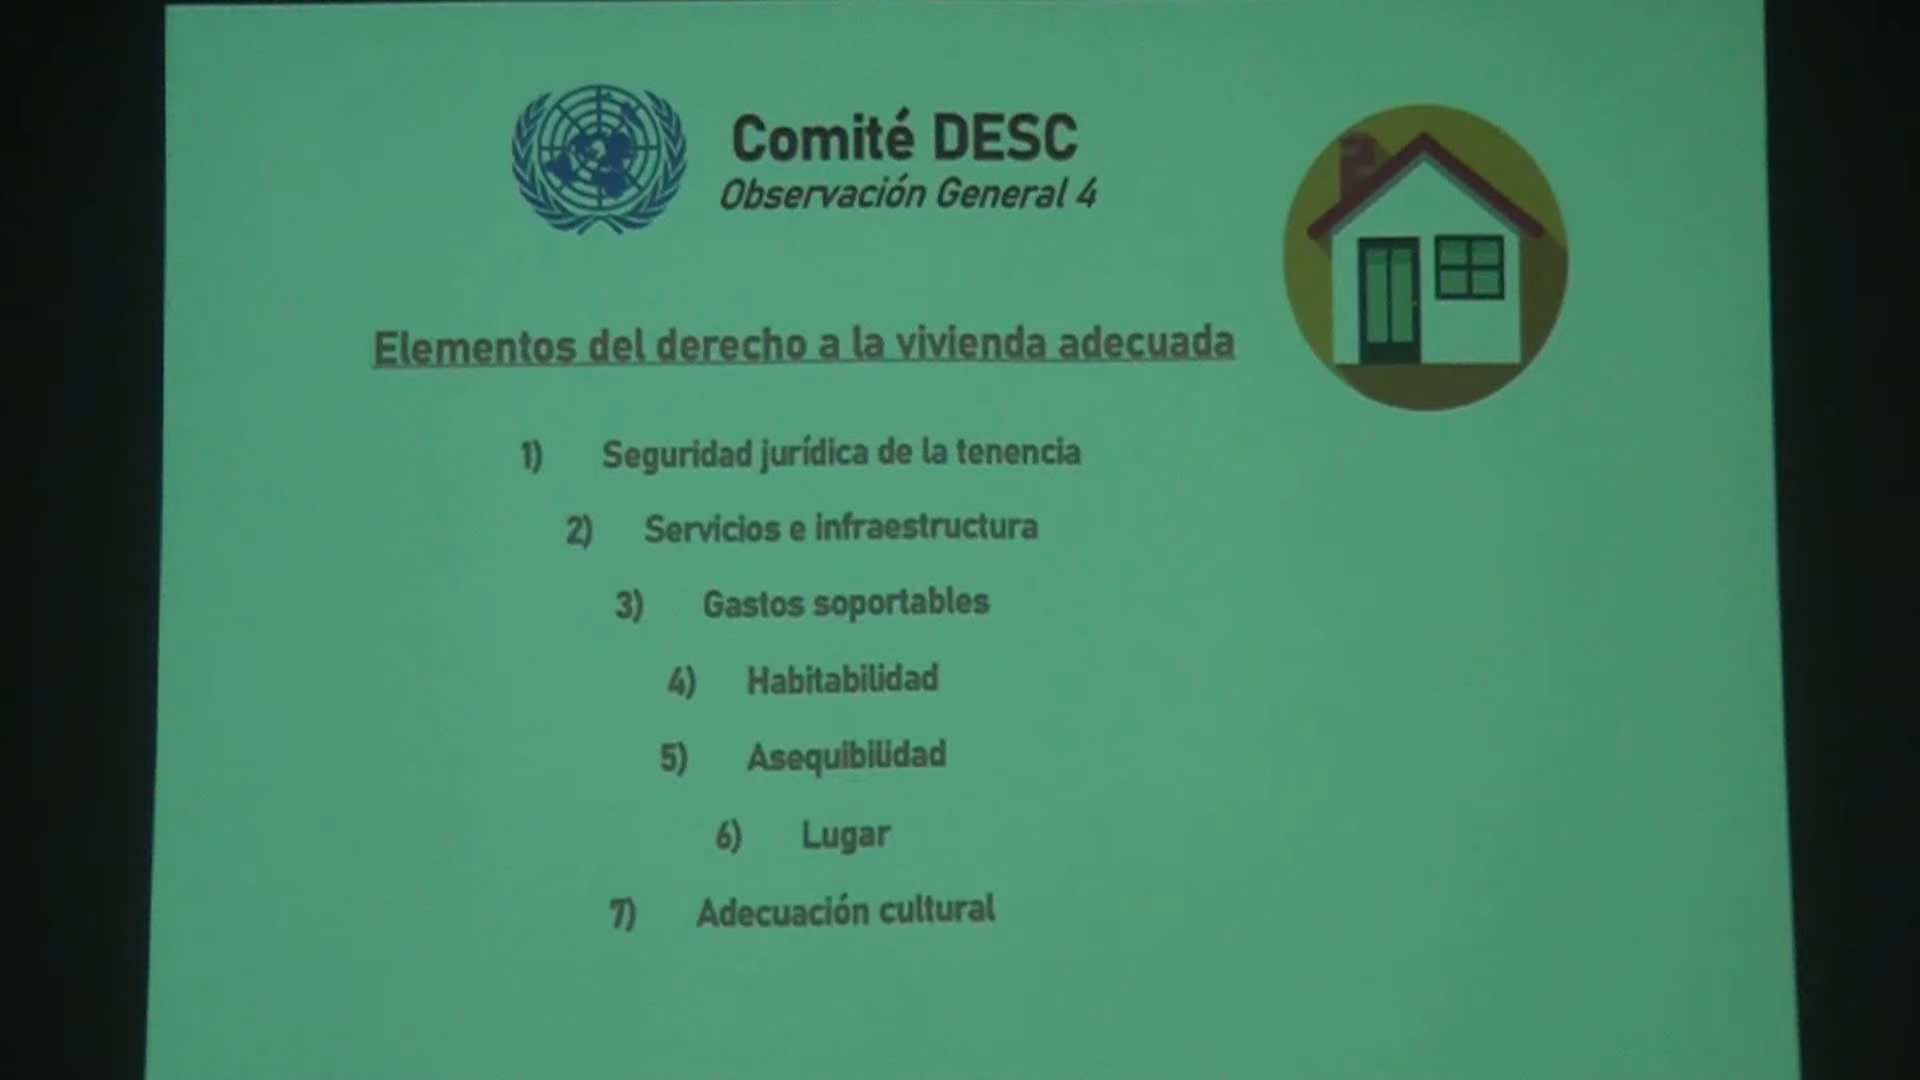 Comité DESC
Observación General 4
Elementos del derecho a la vivienda adecuada
1) Seguridad jurídica de la tenencia
2) Servicios e infraestructura
3) Gastos soportables
4) Habitabilidad
5) Asequibilidad
6) Lugar
7) Adecuación cultural